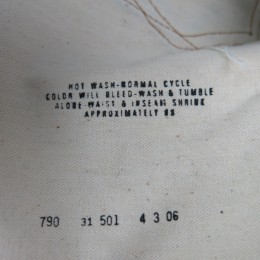 HOT WASH-NORMAL CYCLE
COLOR WILL BLEED-WASH & TUMBLE
ALONE-WAIST & INSEAM SHRINK
APPROXIMATELY 8%
790 31 501 4 3 06